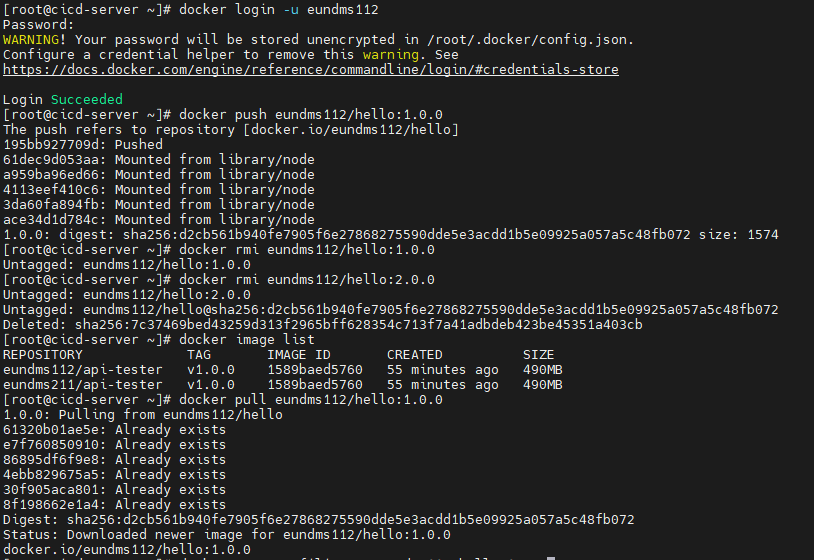 [root@cicd-server ~]# docker login -u eundms112
Password:
WARNING! Your password will be stored unencrypted in /root/.docker/config.json.
Configure a credential helper to remove this warning. See
https://docs.docker.com/engine/reference/commandline/login/#credentials-store
Login Succeeded
[root@cicd-server ~]# docker push eundms112/hello:1.0.0
The push refers to repository [docker.io/eundms112/hello]
195bb927709d: Pushed
61dec9d053aa: Mounted from library/node
a959ba96ed66: Mounted from library/node
4113eef410c6: Mounted from library/node
3da60fa894fb: Mounted from library/node
ace34d1d784c: Mounted from library/node
1.0.0: digest: sha256:d2cb561b940fe7905f6e27868275590dde5e3acdd1b5e09925a057a5c48fb072 size: 1574
[root@cicd-server ~]# docker rmi eundms112/hello:1.0.0
Untagged: eundms112/hello:1.0.0
[root@cicd-server ~]# docker rmi eundms112/hello:2.0.0
Untagged: eundms112/hello:2.0.0
Untagged: eundms112/hello@sha256:d2cb561b940fe7905f6e27868275590dde5e3acdd1b5e09925a057a5c48fb072
Deleted: sha256:7c37469bed43259d313f2965bff628354c713f7a41adbdeb423be45351a403cb
[root@cicd-server ~]# docker image list
REPOSITORY TAG IMAGE ID CREATED SIZE
eundms112/api-tester v1.0.0 1589baed5760 55 minutes ago 490MB
eundms211/api-tester v1.0.0 1589baed5760 55 minutes ago 490MB
[root@cicd-server ~]# docker pull eundms112/hello:1.0.0
1.0.0: Pulling from eundms112/hello
61320b01ae5e: Already exists
e7f760850910: Already exists
86895df6f9e8: Already exists
4ebb829675a5: Already exists
30f905aca801: Already exists
8f198662e1a4: Already exists
Digest: sha256:d2cb561b940fe7905f6e27868275590dde5e3acdd1b5e09925a057a5c48fb072
Status: Downloaded newer image for eundms112/hello:1.0.0
docker.io/eundms112/hello:1.0.0